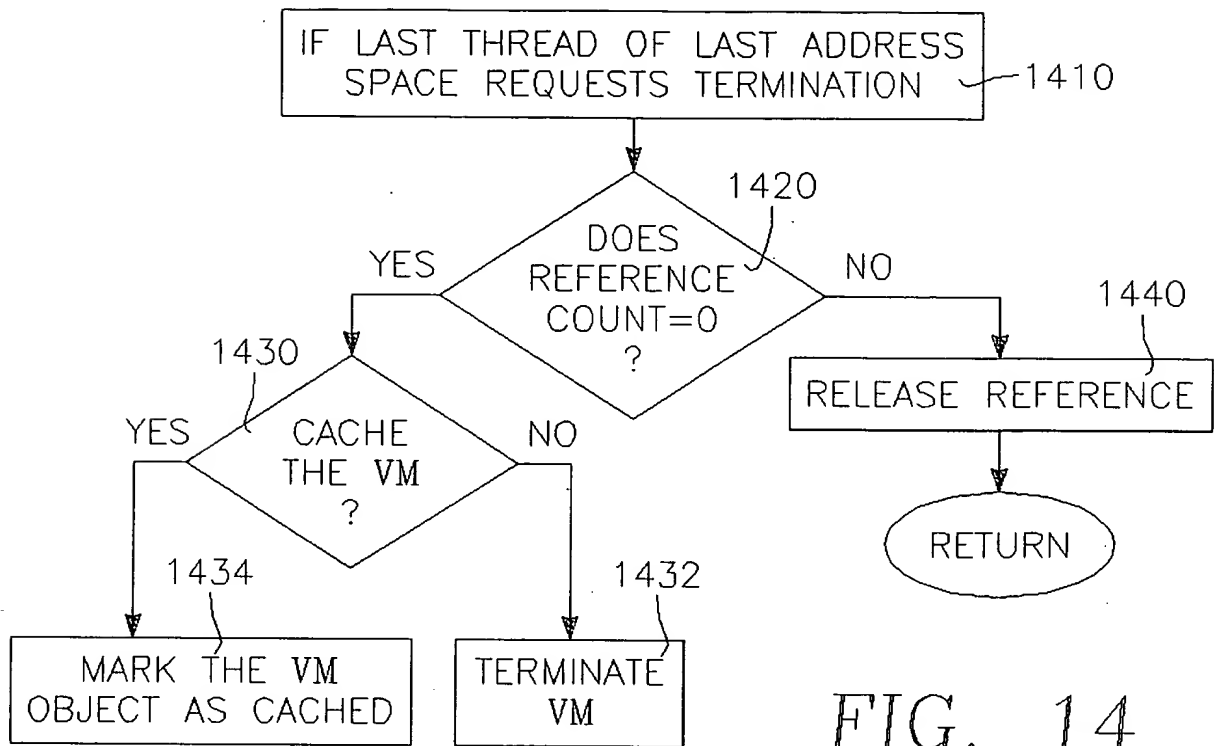 IF LAST THREAD OF LAST ADDRESS
SPACE REQUESTS TERMINATION
1410
1420
DOES
REFERENCE
COUNT=0
?
YES
NO
1440
RELEASE REFERENCE
RETURN
1430
CACHE
THE VM
?
YES
NO
1434
MARK THE VM
OBJECT AS CACHED
1432
TERMINATE
VM
FIG. 14